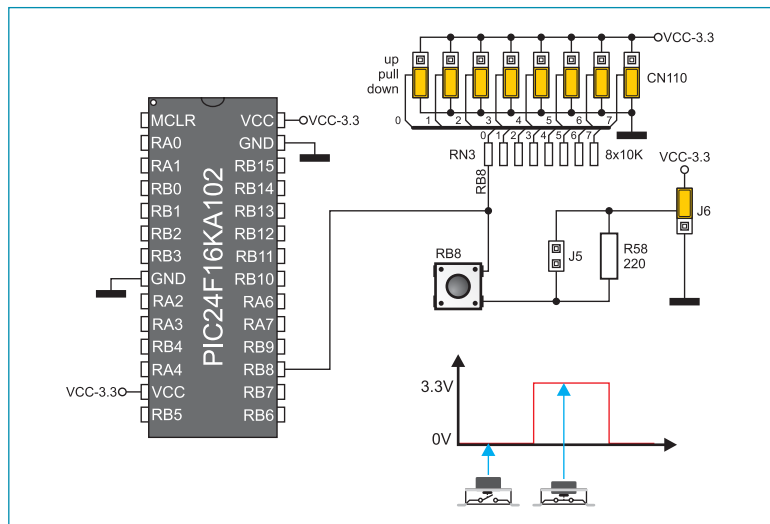 VCC-3.3
up
pull
down
CN110
0 1 2 3 4 5 6 7
RN3 0 1 2 3 4 5 6 7 8x10K
RB8
MCLR VCC VCC-3.3
RA0 GND
RA1 RB15
RB0 RB14
RB1 RB13
RB2 RB12
RB3 RB11
GND RB10
RA2 RA6
RA3 RA7
RB4 RB9
RA4 RB8
VCC-3.3 VCC RB7
RB5 RB6
PIC24F16KA102
VCC-3.3
J6
RB8
J5
R58
220
3.3V
0V